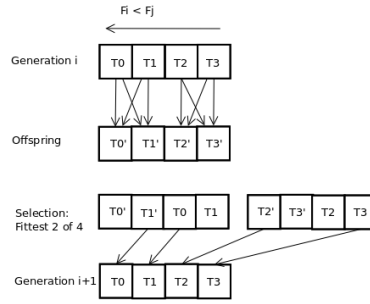 Fi < Fj
Generation i T0 T1 T2 T3
Offspring T0' T1' T2' T3'
Selection: T0' T1' T0 T1 T2' T3' T2 T3
Fittest 2 of 4
Generation i+1 T0 T1 T2 T3